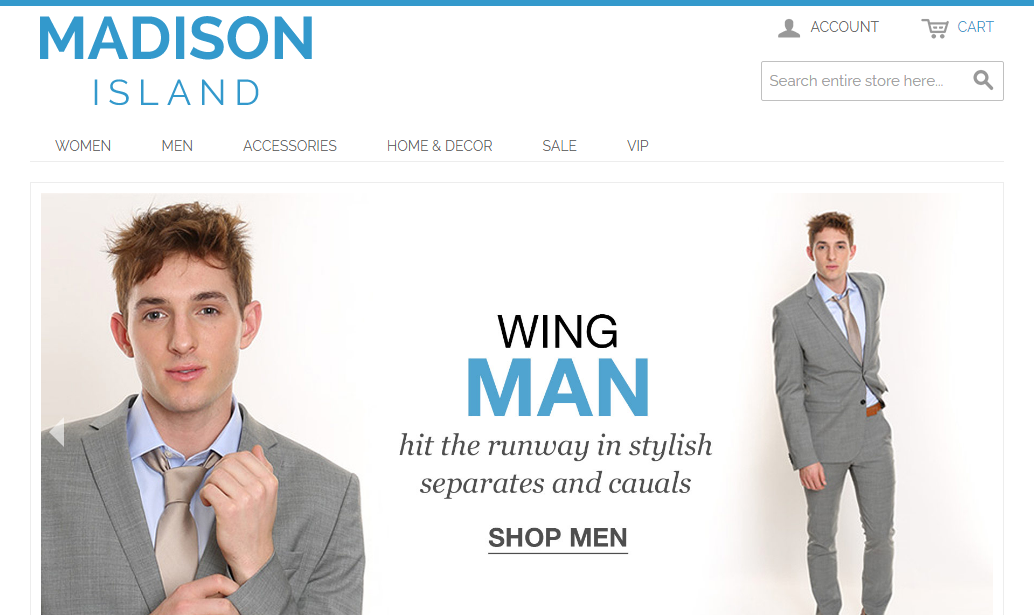 MADISON
ISLAND
ACCOUNT
CART
Search entire store here...
WOMEN MEN ACCESSORIES HOME & DECOR SALE VIP
WING
MAN
hit the runway in stylish
separates and cauals
SHOP MEN